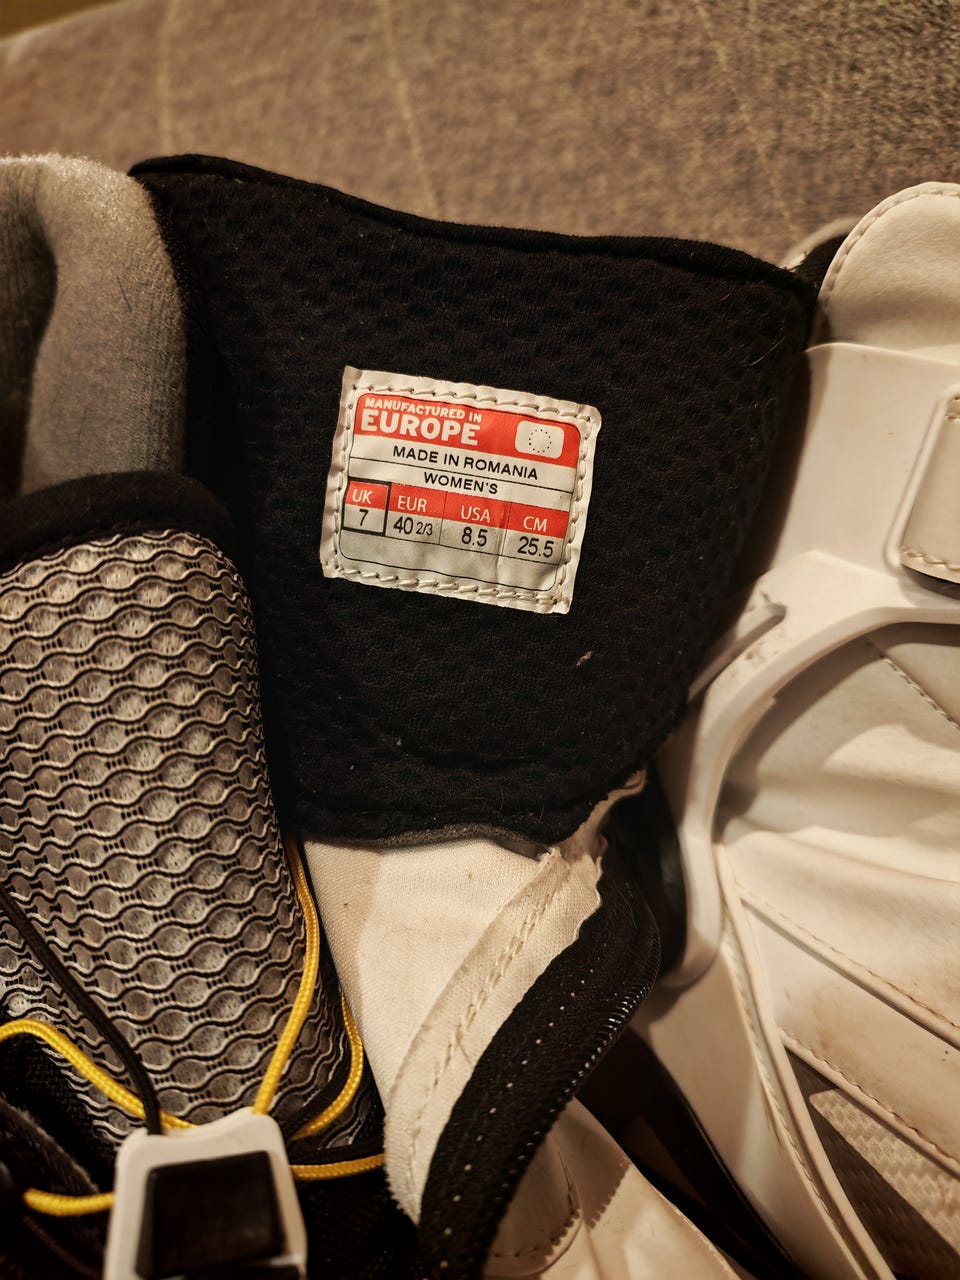 MANUFACTURED IN
EUROPE
MADE IN ROMANIA
WOMEN'S
UK EUR USA CM
7 40 2/3 8.5 25.5